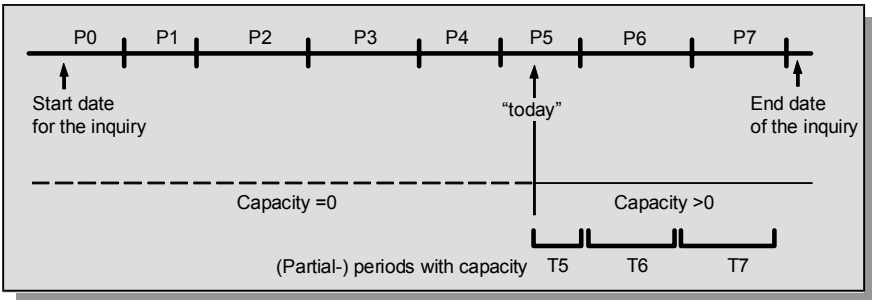 P0 P1 P2 P3 P4 P5 P6 P7
Start date
for the inquiry
“today”
End date
of the inquiry
Capacity =0
Capacity >0
(Partial-) periods with capacity T5 T6 T7